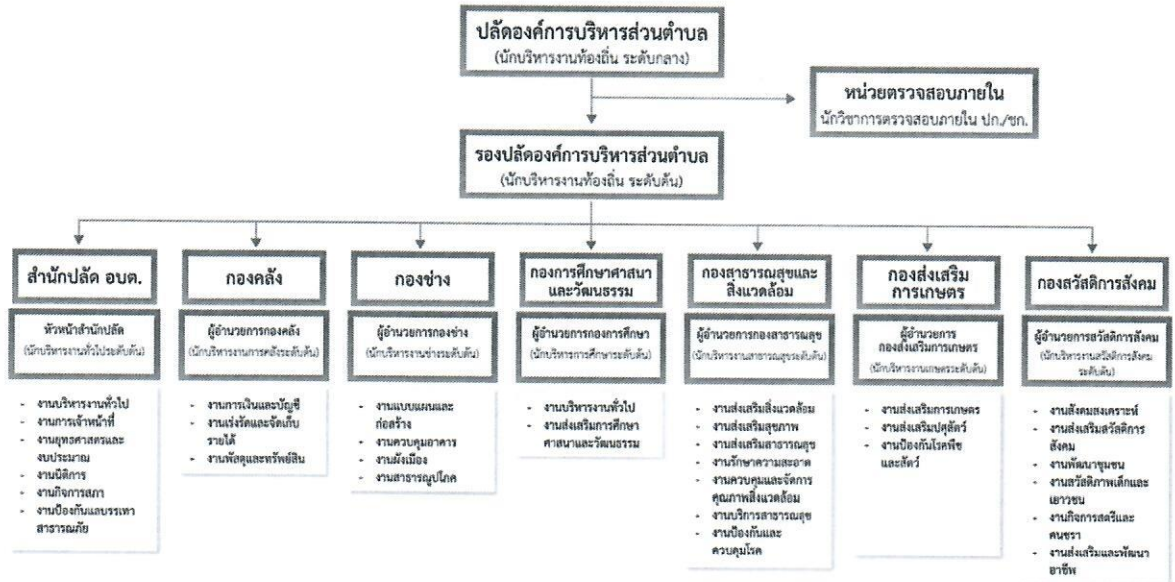 ปลัดองค์การบริหารส่วนตำบล
(นักบริหารงานท้องถิ่น ระดับกลาง)
หน่วยตรวจสอบภายใน
นักวิชาการตรวจสอบภายใน ปก./ชก.
รองปลัดองค์การบริหารส่วนตำบล
(นักบริหารงานท้องถิ่น ระดับต้น)
สำนักปลัด อบต.
หัวหน้าสำนักปลัด
(นักบริหารงานทั่วไประดับต้น)
- งานบริหารงานทั่วไป
- งานการเจ้าหน้าที่
- งานยุทธศาสตร์และ
งบประมาณ
- งานนิติการ
- งานกิจการสภา
- งานป้องกันและบรรเทา
สาธารณภัย
กองคลัง
ผู้อำนวยการกองคลัง
(นักบริหารงานการคลังระดับต้น)
- งานการเงินและบัญชี
- งานเร่งรัดและจัดเก็บ
รายได้
- งานพัสดุและทรัพย์สิน
กองช่าง
ผู้อำนวยการกองช่าง
(นักบริหารงานช่างระดับต้น)
- งานแบบแผนและ
ก่อสร้าง
- งานควบคุมอาคาร
- งานผังเมือง
- งานสาธารณูปโภค
กองการศึกษาศาสนา
และวัฒนธรรม
ผู้อำนวยการกองการศึกษา
(นักบริหารการศึกษาระดับต้น)
- งานบริหารงานทั่วไป
- งานส่งเสริมการศึกษา
ศาสนาและวัฒนธรรม
กองสาธารณสุขและ
สิ่งแวดล้อม
ผู้อำนวยการกองสาธารณสุข
(นักบริหารงานสาธารณสุขระดับต้น)
- งานส่งเสริมสิ่งแวดล้อม
- งานส่งเสริมสุขภาพ
- งานส่งเสริมสาธารณสุข
- งานรักษาความสะอาด
- งานควบคุมและจัดการ
คุณภาพสิ่งแวดล้อม
- งานบริการสาธารณสุข
- งานป้องกันและ
ควบคุมโรค
กองส่งเสริม
การเกษตร
ผู้อำนวยการ
กองส่งเสริมการเกษตร
(นักบริหารงานเกษตรระดับต้น)
- งานส่งเสริมการเกษตร
- งานส่งเสริมปศุสัตว์
- งานป้องกันโรคพืช
และสัตว์
กองสวัสดิการสังคม
ผู้อำนวยการสวัสดิการสังคม
(นักบริหารงานสวัสดิการสังคม
ระดับต้น)
- งานสังคมสงเคราะห์
- งานส่งเสริมสวัสดิการ
สังคม
- งานพัฒนาชุมชน
- งานสวัสดิภาพเด็กและ
เยาวชน
- งานกิจการสตรีและ
คนชรา
- งานส่งเสริมและพัฒนา
อาชีพ